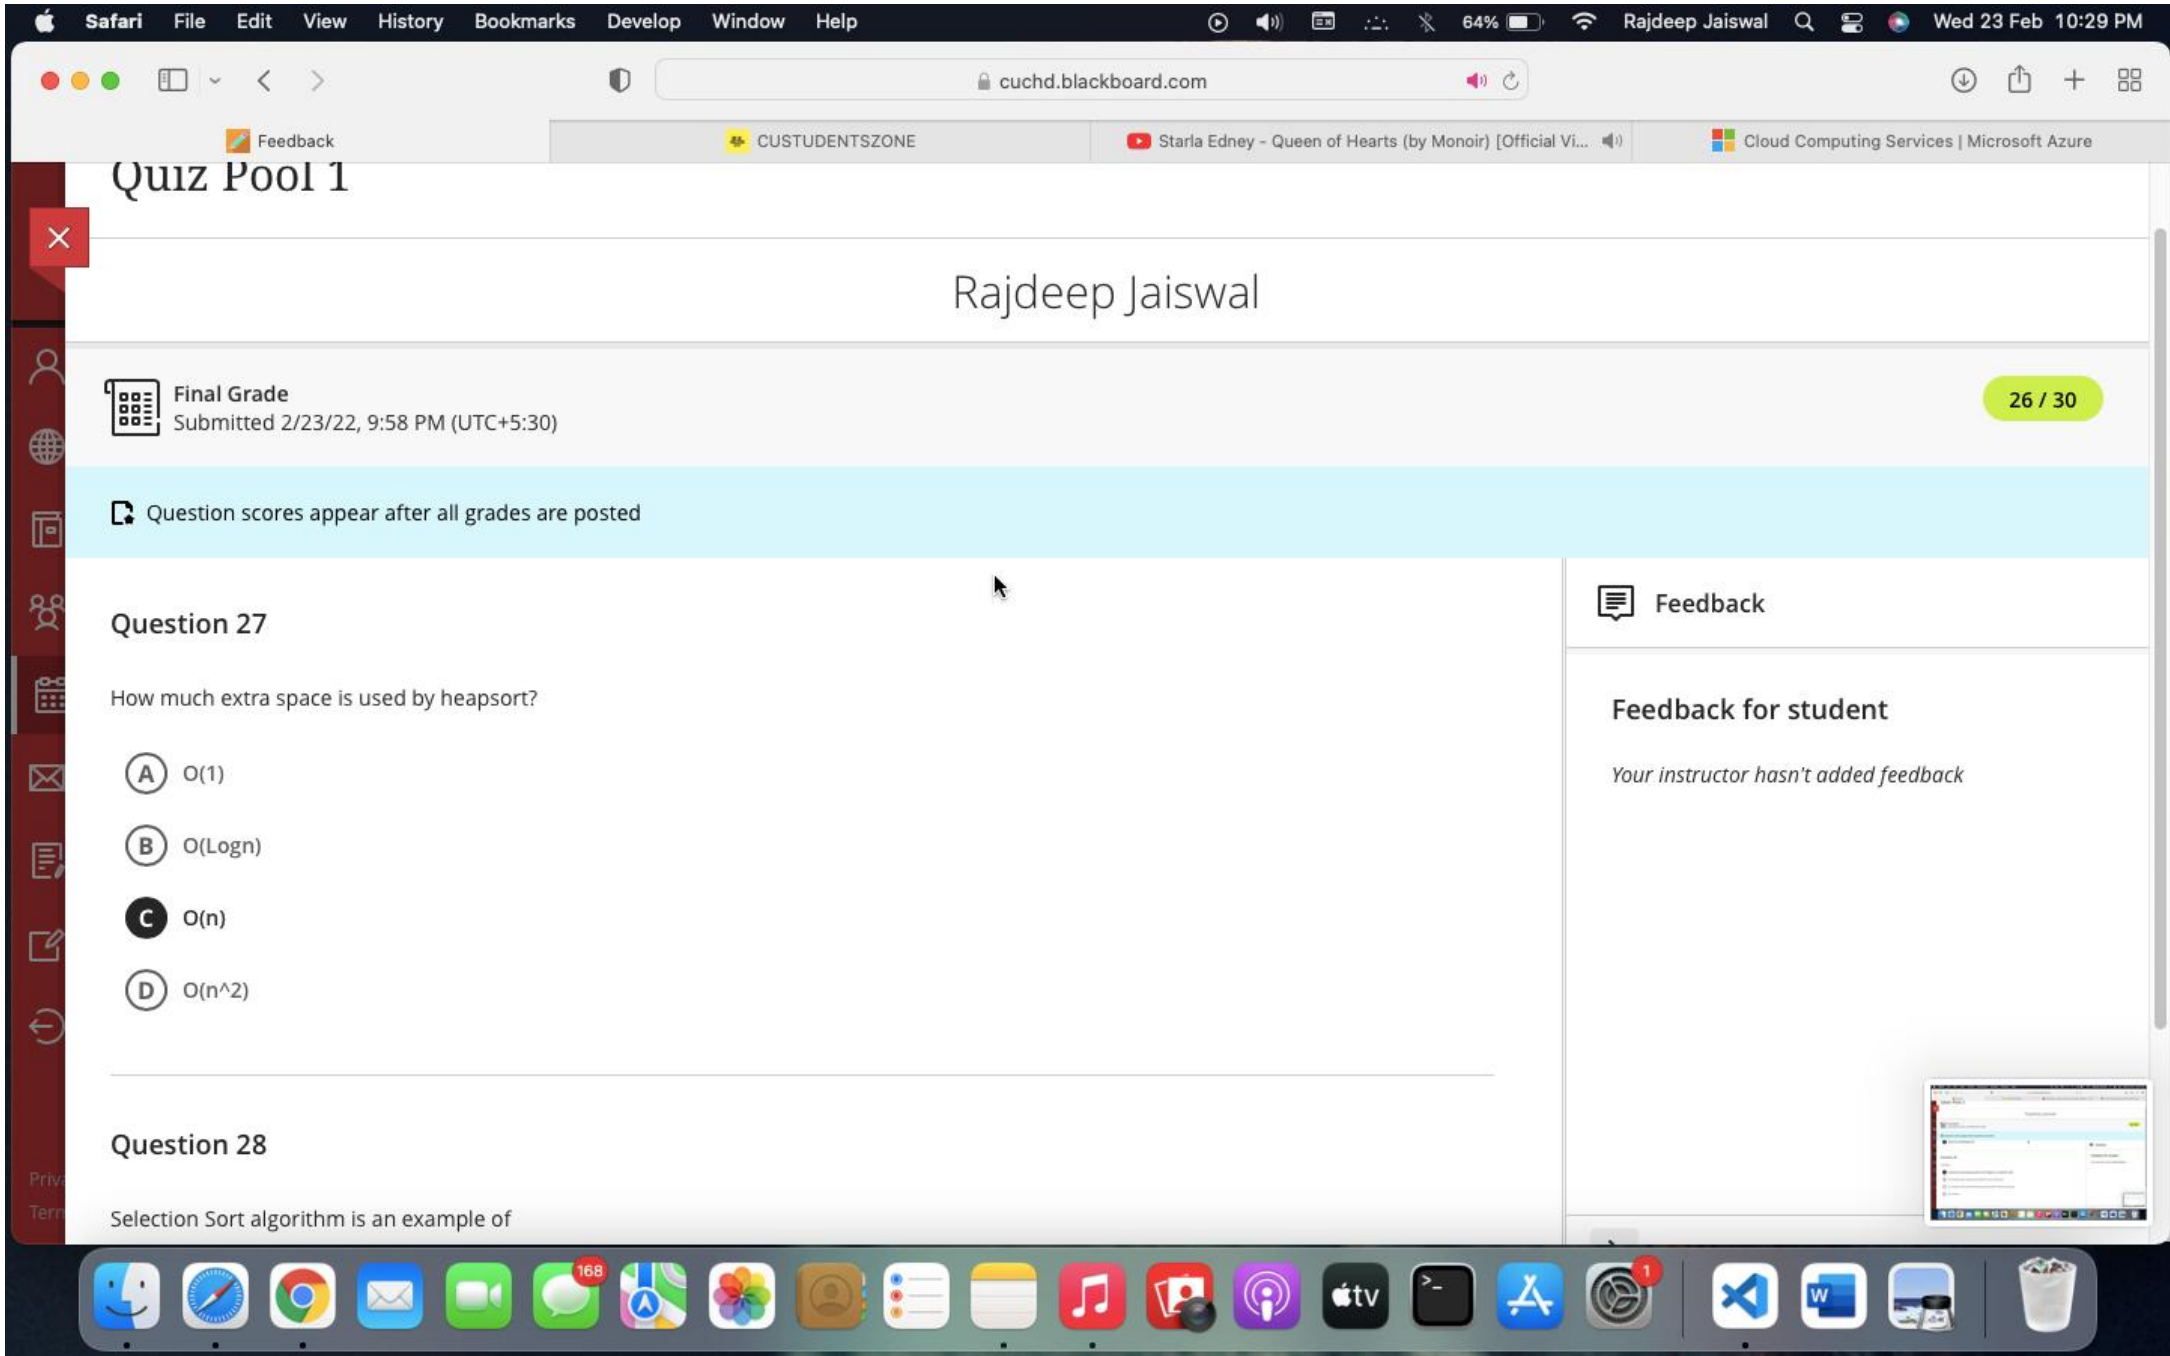 Safari File Edit View History Bookmarks Develop Window Help 64% Rajdeep Jaiswal Wed 23 Feb 10:29 PM
cuchd.blackboard.com
Feedback CUSTUDENTSZONE Starla Edney - Queen of Hearts (by Monoir) [Official Vi... Cloud Computing Services | Microsoft Azure
Quiz Pool 1
Rajdeep Jaiswal
Final Grade
Submitted 2/23/22, 9:58 PM (UTC+5:30)
26 / 30
Question scores appear after all grades are posted
Question 27
How much extra space is used by heapsort?
A O(1)
B O(Logn)
C O(n)
D O(n^2)
Question 28
Selection Sort algorithm is an example of
Feedback
Feedback for student
Your instructor hasn't added feedback
Priva
Term
168
tv
>_
1
W